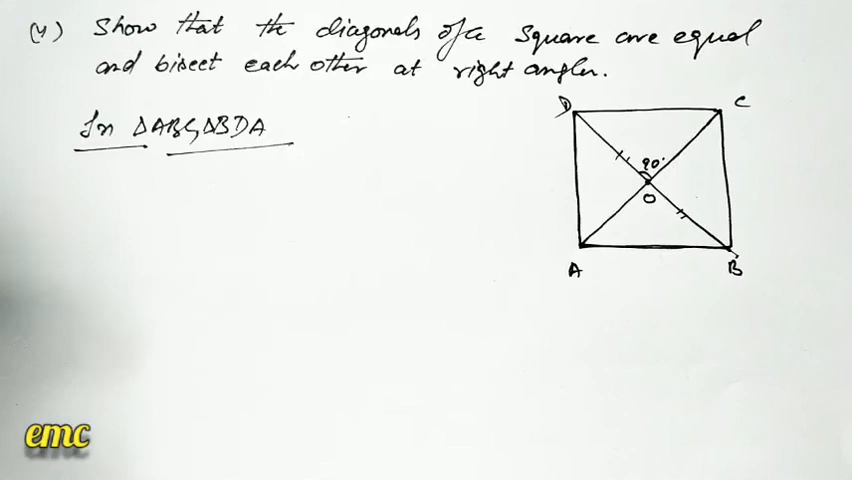 (4) Show that the diagonals of a square are equal
and bisect each other at right angles.
In ΔABC, ΔBDA
D
C
90°
O
A
B
emc